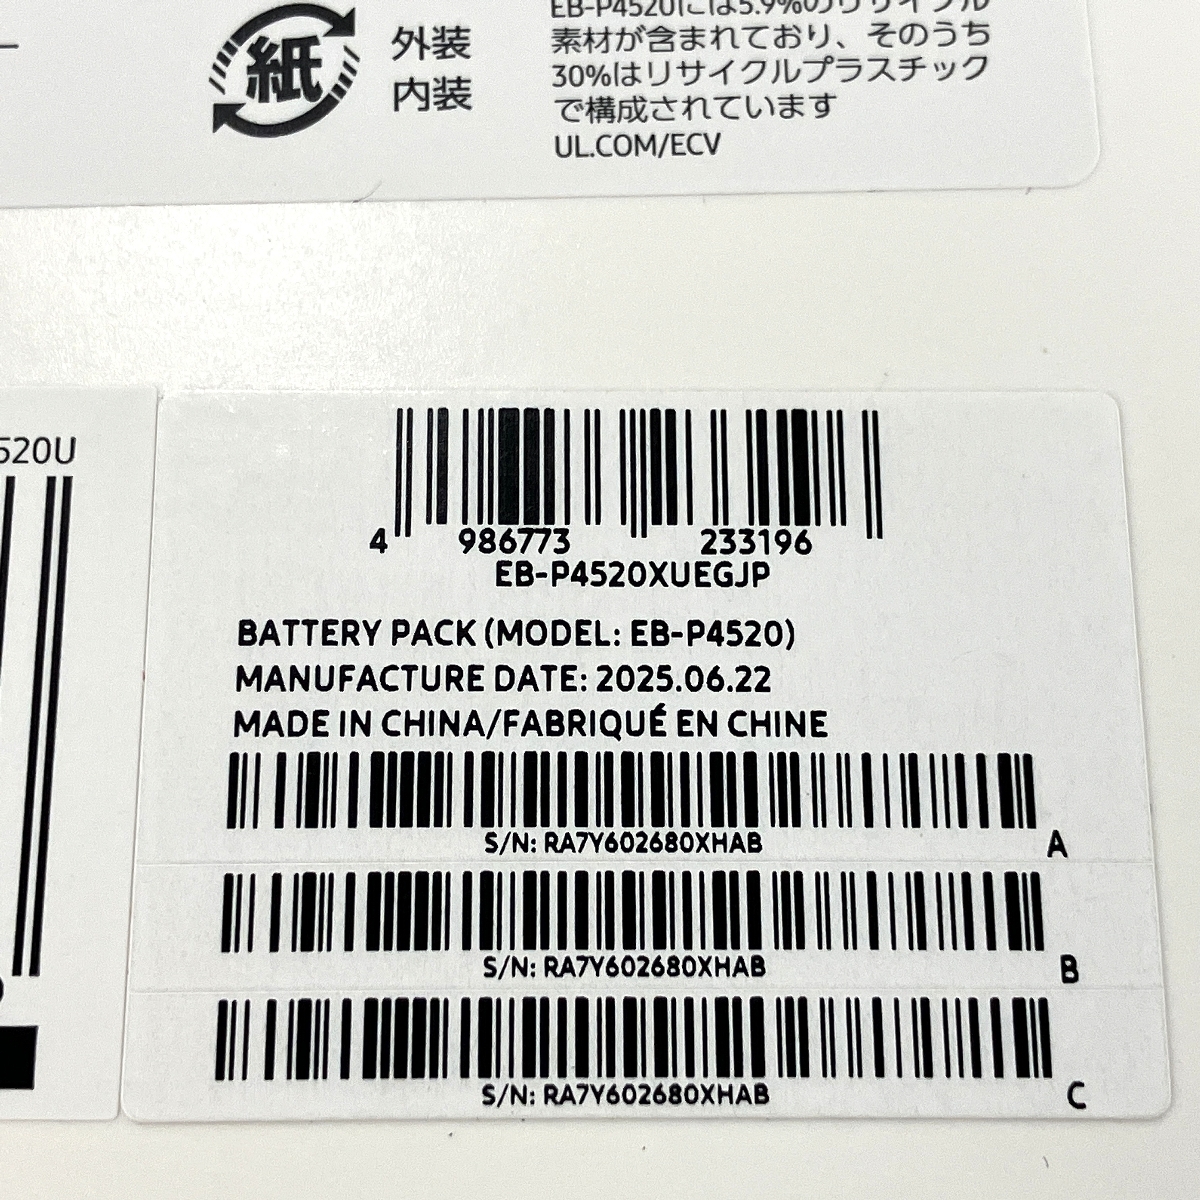 紙
外装
内装
EB-P4520には5.9%のリサイクル
素材が含まれており、そのうち
30%はリサイクルプラスチック
で構成されています
UL.COM/ECV
4520U
4 986773 233196
EB-P4520XUEGJP
BATTERY PACK (MODEL: EB-P4520)
MANUFACTURE DATE: 2025.06.22
MADE IN CHINA/FABRIQUÉ EN CHINE
S/N: RA7Y602680XHAB A
S/N: RA7Y602680XHAB B
S/N: RA7Y602680XHAB C